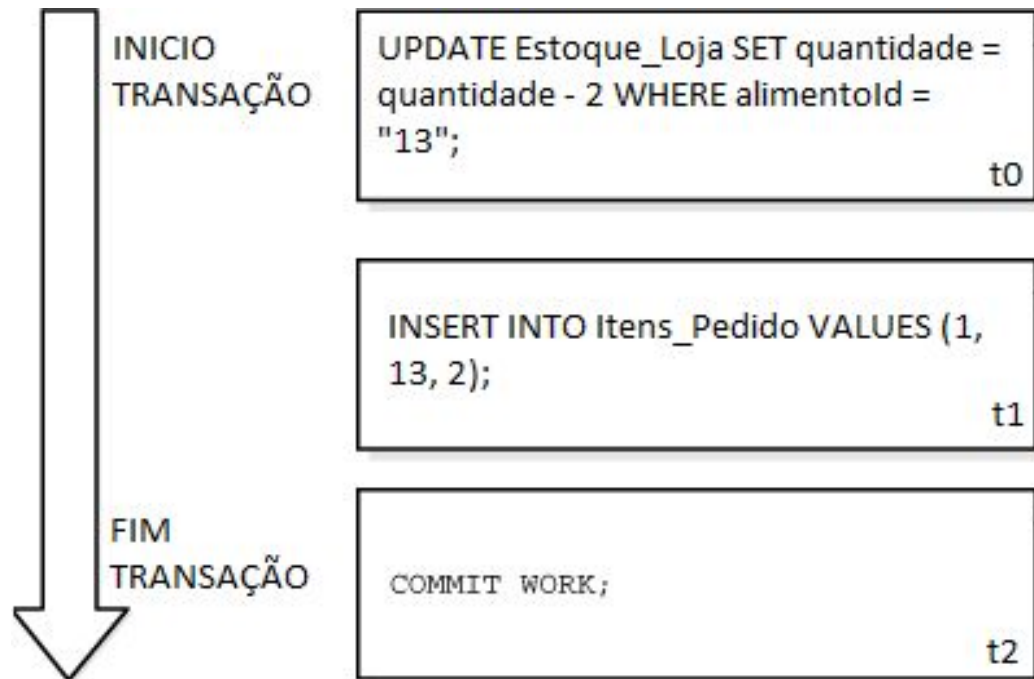 INICIO
TRANSAÇÃO
UPDATE Estoque_Loja SET quantidade =
quantidade - 2 WHERE alimentoId =
"13";
t0
INSERT INTO Itens_Pedido VALUES (1,
13, 2);
t1
FIM
TRANSAÇÃO
COMMIT WORK;
t2